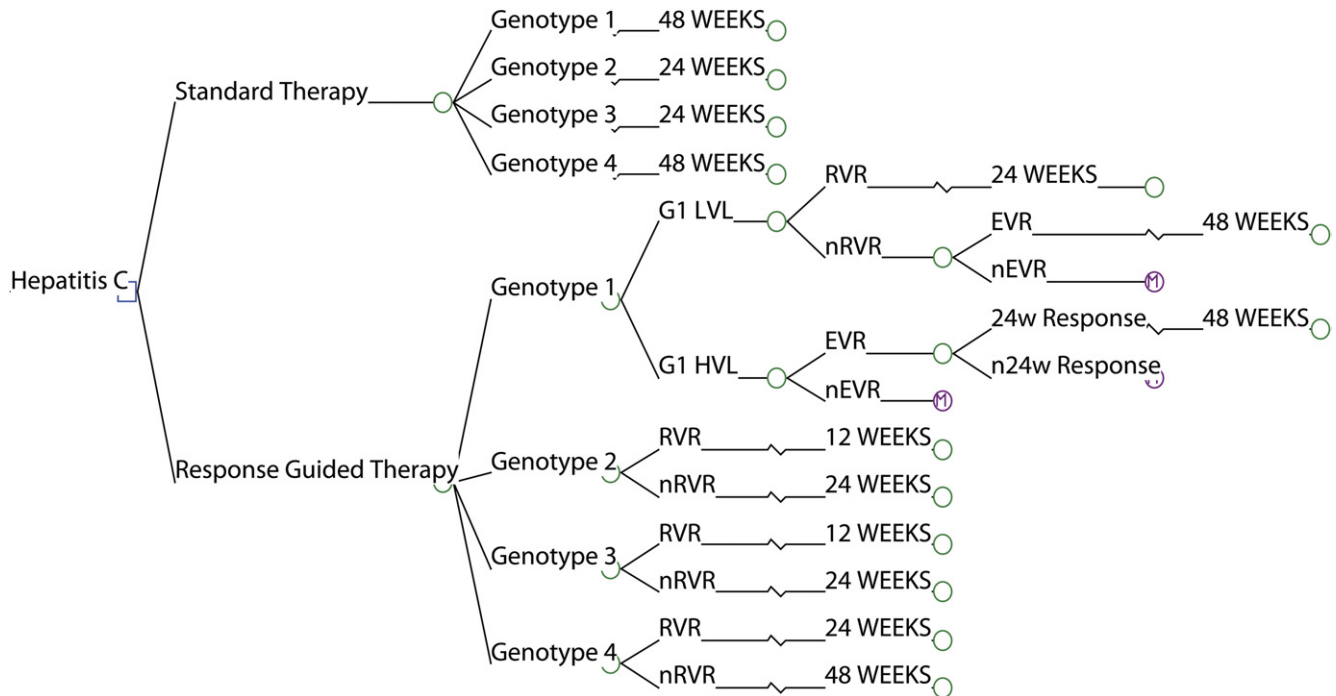 Genotype 1 48 WEEKS
Genotype 2 24 WEEKS
Standard Therapy
Genotype 3 24 WEEKS
Genotype 4 48 WEEKS
RVR 24 WEEKS
G1 LVL
EVR 48 WEEKS
nRVR
nEVR
M
Hepatitis C
Genotype 1
24w Response 48 WEEKS
EVR
G1 HVL
n24w Response
nEVR
M
RVR 12 WEEKS
Response Guided Therapy
Genotype 2
nRVR 24 WEEKS
RVR 12 WEEKS
Genotype 3
nRVR 24 WEEKS
RVR 24 WEEKS
Genotype 4
nRVR 48 WEEKS